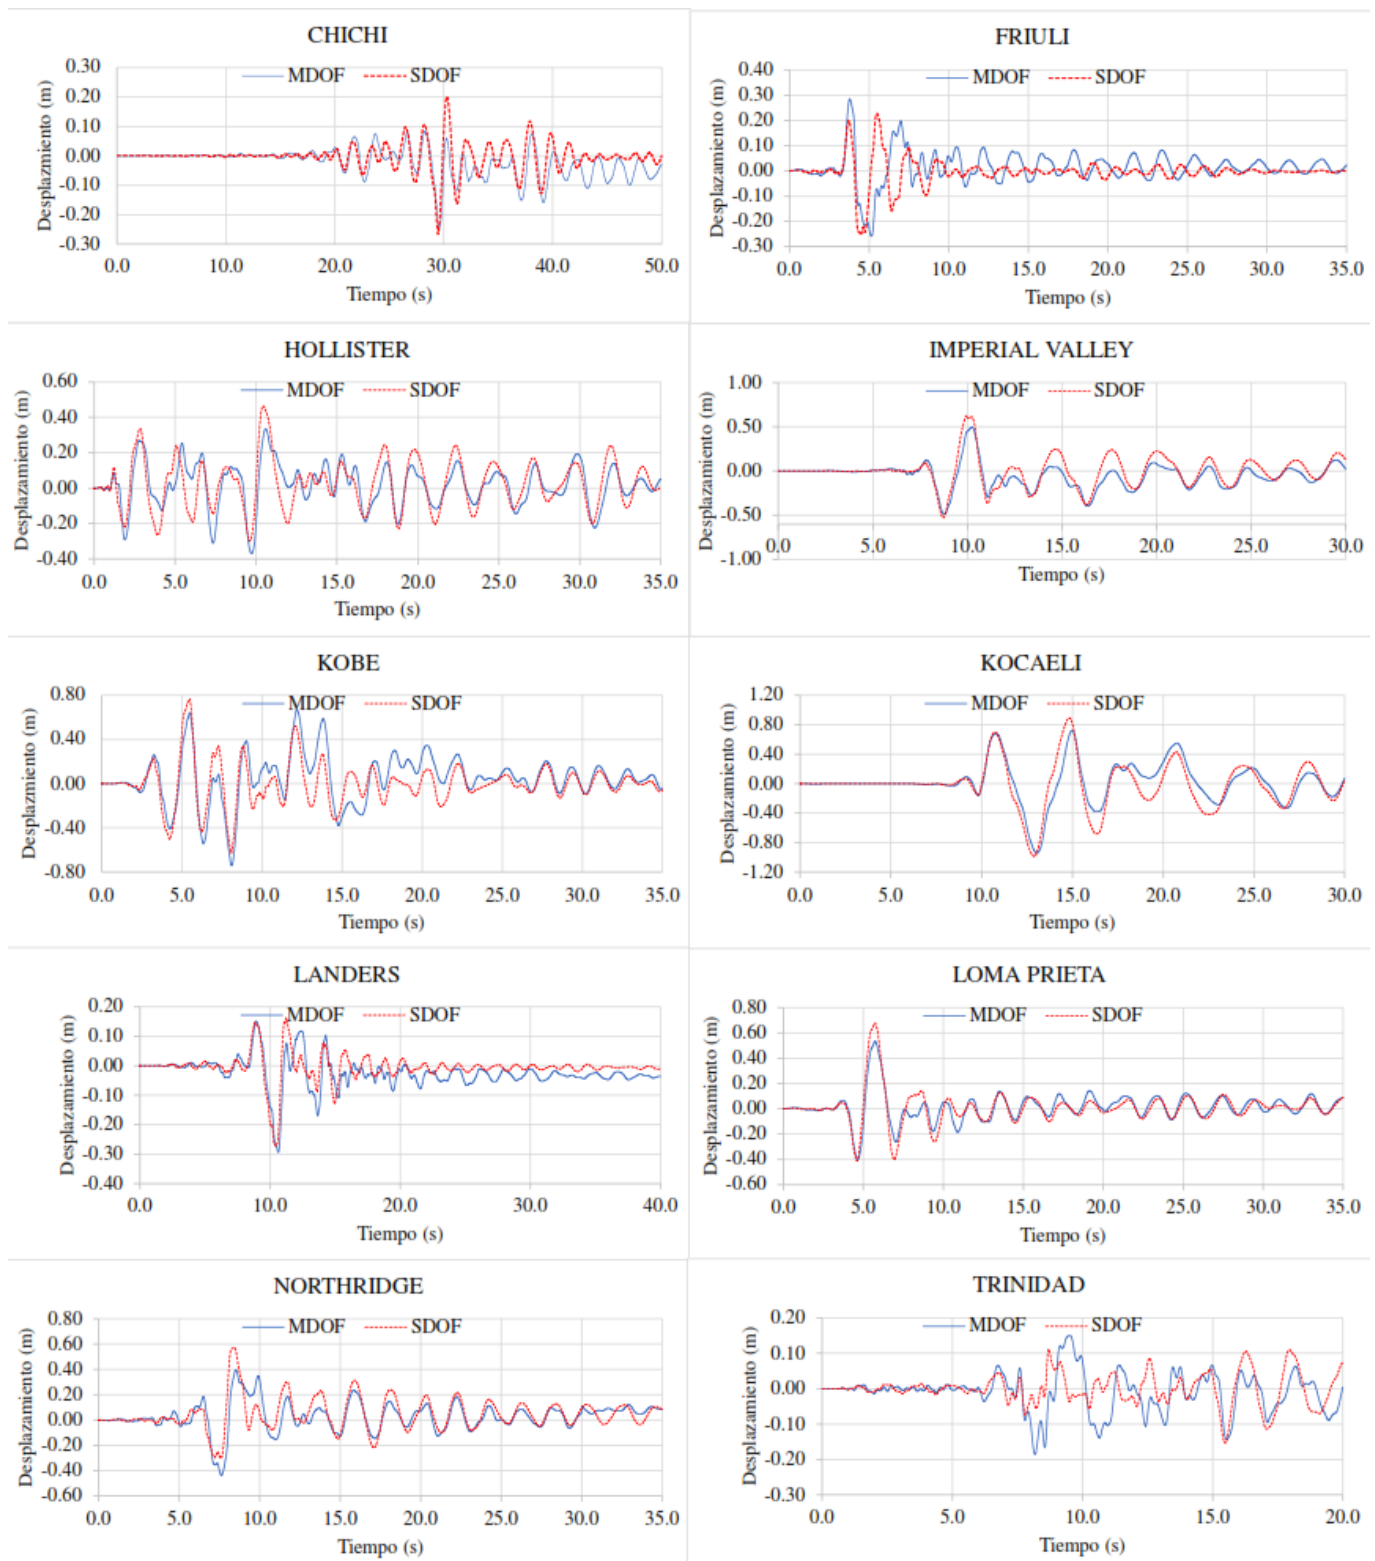 CHICHI
MDOF SDOF
Desplazamiento (m)
0.30
0.20
0.10
0.00
-0.10
-0.20
-0.30
0.0 10.0 20.0 30.0 40.0 50.0
Tiempo (s)
FRIULI
MDOF SDOF
Desplazamiento (m)
0.40
0.30
0.20
0.10
0.00
-0.10
-0.20
-0.30
0.0 5.0 10.0 15.0 20.0 25.0 30.0 35.0
Tiempo (s)
HOLLISTER
MDOF SDOF
Desplazamiento (m)
0.60
0.40
0.20
0.00
-0.20
-0.40
0.0 5.0 10.0 15.0 20.0 25.0 30.0 35.0
Tiempo (s)
IMPERIAL VALLEY
MDOF SDOF
Desplazamiento (m)
1.00
0.50
0.00
-0.50
-1.00
0.0 5.0 10.0 15.0 20.0 25.0 30.0
Tiempo (s)
KOBE
MDOF SDOF
Desplazmiento (m)
0.80
0.40
0.00
-0.40
-0.80
0.0 5.0 10.0 15.0 20.0 25.0 30.0 35.0
Tiempo (s)
KOCAELI
MDOF SDOF
Desplazamiento (m)
1.20
0.80
0.40
0.00
-0.40
-0.80
-1.20
0.0 5.0 10.0 15.0 20.0 25.0 30.0
Tiempo (s)
LANDERS
MDOF SDOF
Desplazamiento (m)
0.20
0.10
0.00
-0.10
-0.20
-0.30
-0.40
0.0 10.0 20.0 30.0 40.0
Tiempo (s)
LOMA PRIETA
MDOF SDOF
Desplazamiento (m)
0.80
0.60
0.40
0.20
0.00
-0.20
-0.40
-0.60
0.0 5.0 10.0 15.0 20.0 25.0 30.0 35.0
Tiempo (s)
NORTHRIDGE
MDOF SDOF
Desplazamiento (m)
0.80
0.60
0.40
0.20
0.00
-0.20
-0.40
-0.60
0.0 5.0 10.0 15.0 20.0 25.0 30.0 35.0
Tiempo (s)
TRINIDAD
MDOF SDOF
Desplazamiento (m)
0.20
0.10
0.00
-0.10
-0.20
-0.30
0.0 5.0 10.0 15.0 20.0
Tiempo (s)